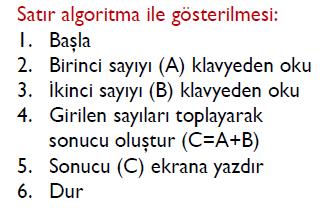 Satır algoritma ile gösterilmesi:
1. Başla
2. Birinci sayıyı (A) klavyeden oku
3. İkinci sayıyı (B) klavyeden oku
4. Girilen sayıları toplayarak
sonucu oluştur (C=A+B)
5. Sonucu (C) ekrana yazdır
6. Dur